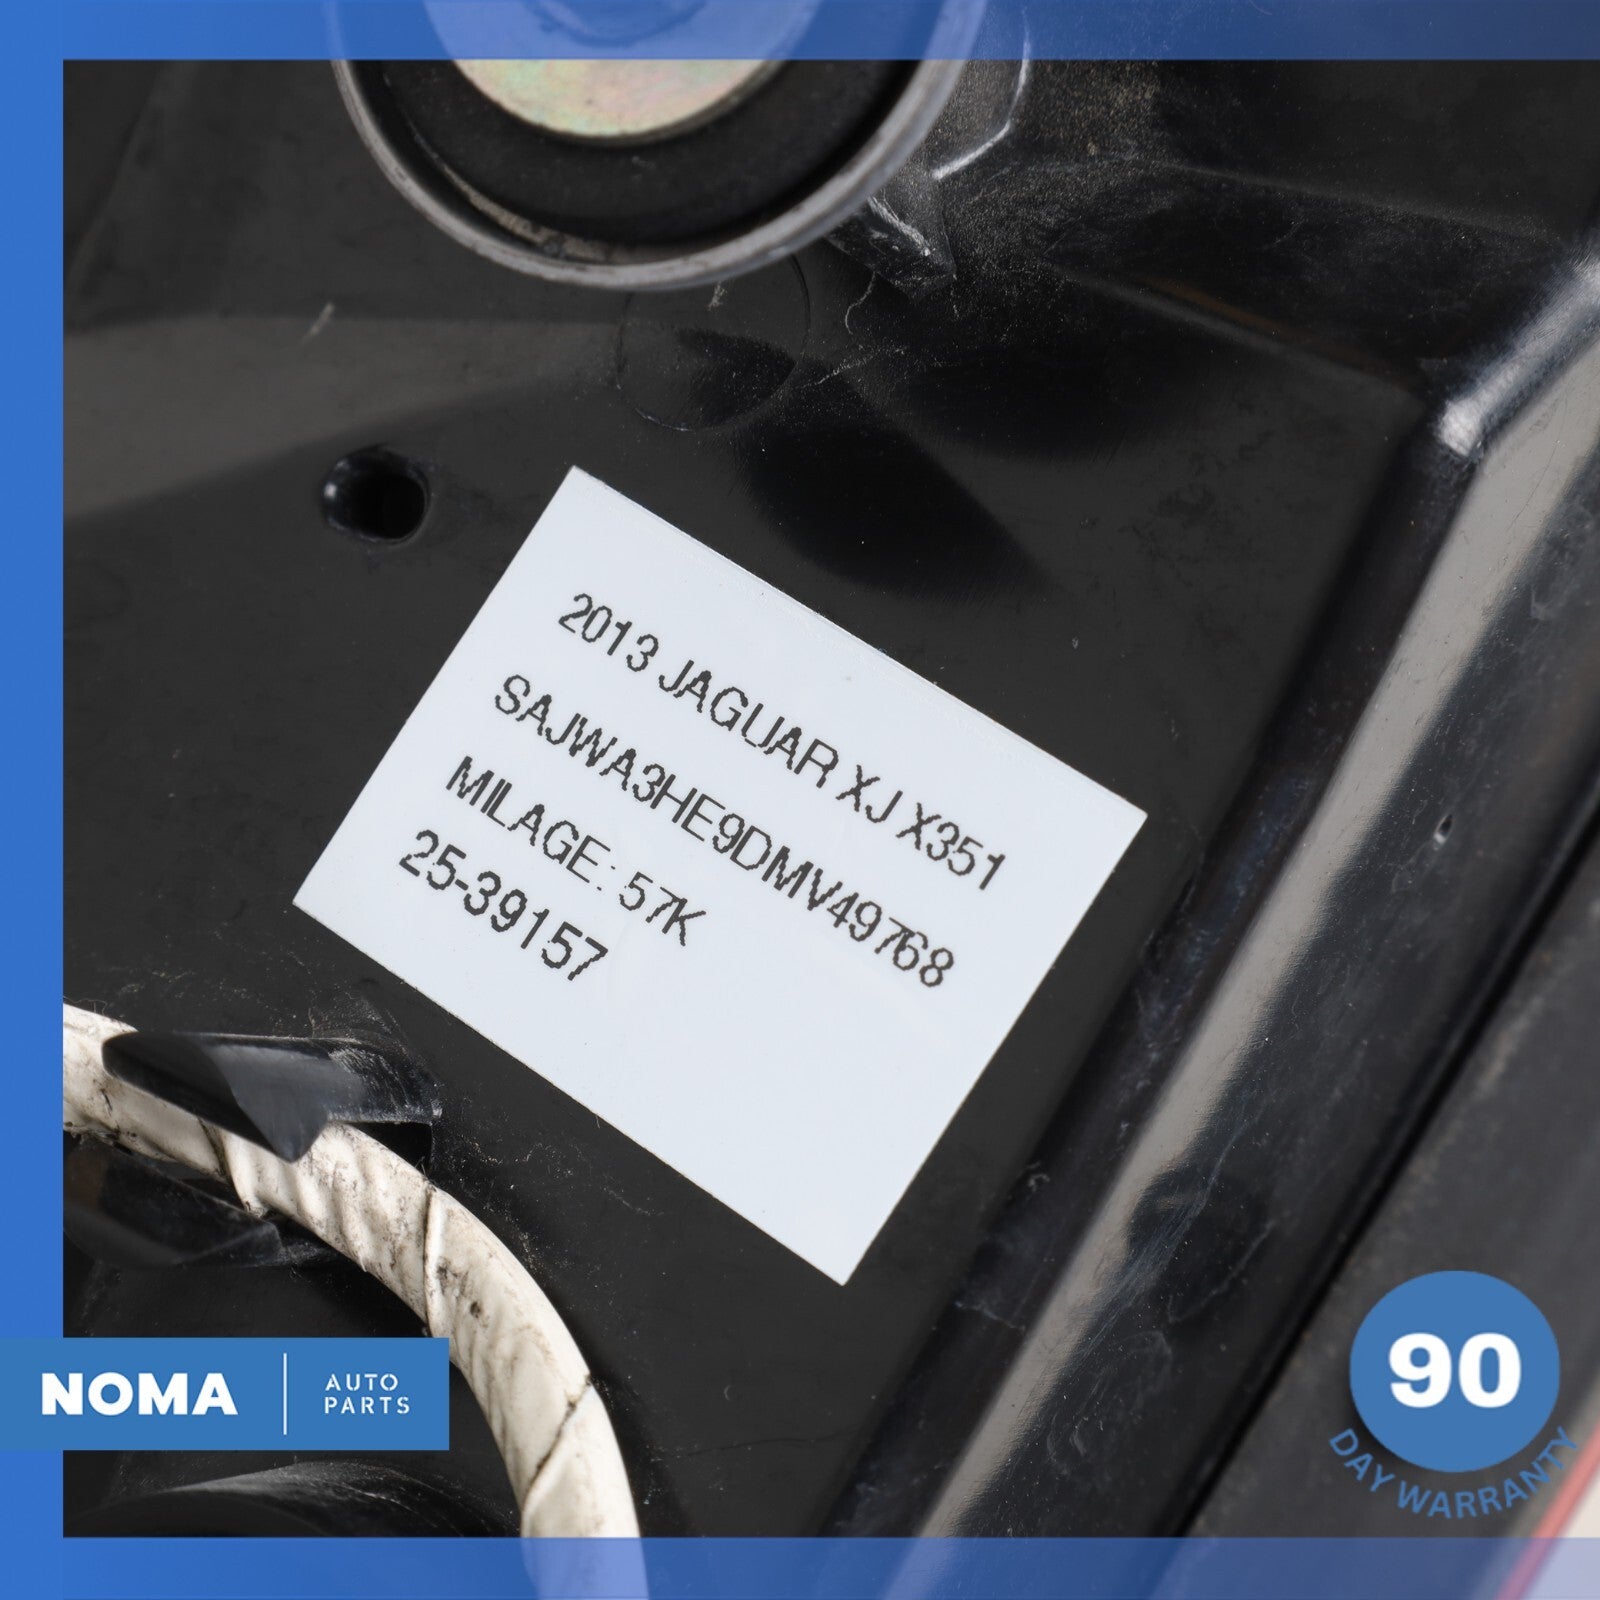 2013 JAGUAR XJ X351
SAJWA3HE9DMV49768
MILAGE: 57K
25-39157
NOMA
AUTO
PARTS
90
DAY WARRANTY